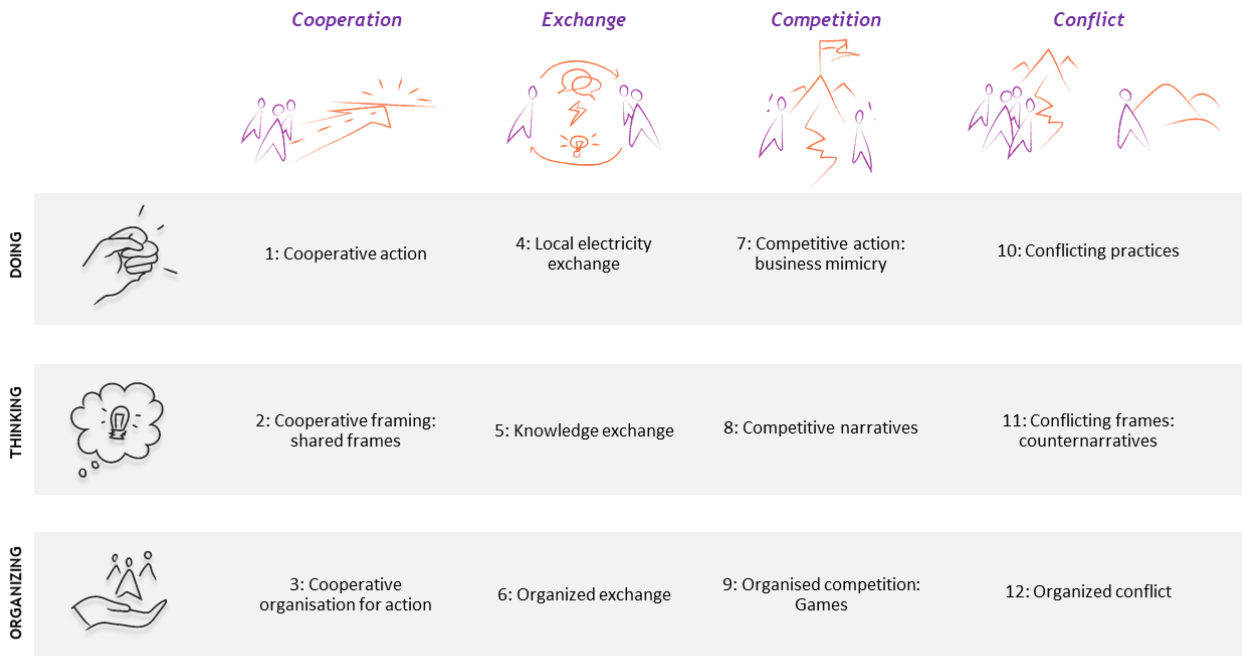 Cooperation
Exchange
Competition
Conflict
DOING
1: Cooperative action
4: Local electricity
exchange
7: Competitive action:
business mimicry
10: Conflicting practices
THINKING
2: Cooperative framing:
shared frames
5: Knowledge exchange
8: Competitive narratives
11: Conflicting frames:
counternarratives
ORGANIZING
3: Cooperative
organisation for action
6: Organized exchange
9: Organised competition:
Games
12: Organized conflict